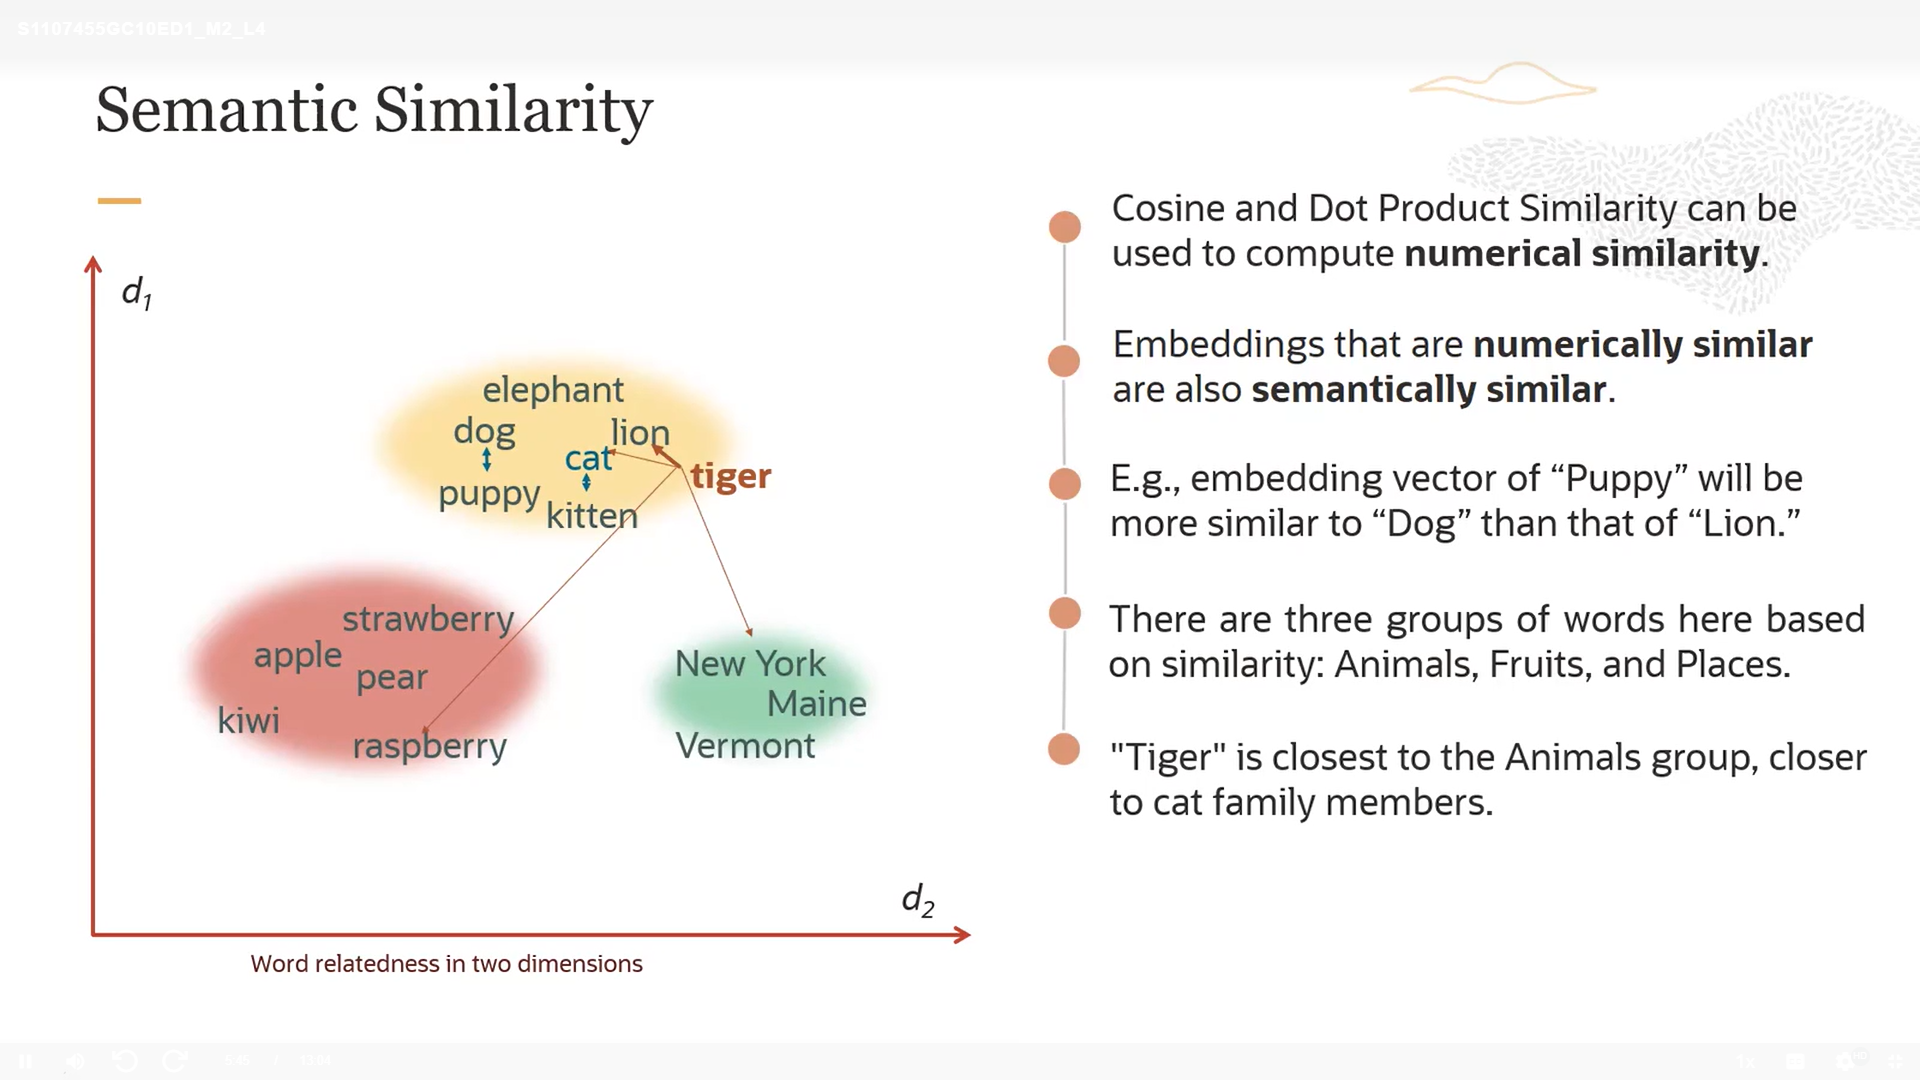 S1107455GC10ED1_M2_L4
Semantic Similarity
d1
elephant
dog
lion
cat
tiger
puppy
kitten
strawberry
apple
pear
kiwi
raspberry
New York
Maine
Vermont
d2
Word relatedness in two dimensions
Cosine and Dot Product Similarity can be
used to compute numerical similarity.
Embeddings that are numerically similar
are also semantically similar.
E.g., embedding vector of “Puppy” will be
more similar to “Dog” than that of “Lion.”
There are three groups of words here based
on similarity: Animals, Fruits, and Places.
"Tiger" is closest to the Animals group, closer
to cat family members.